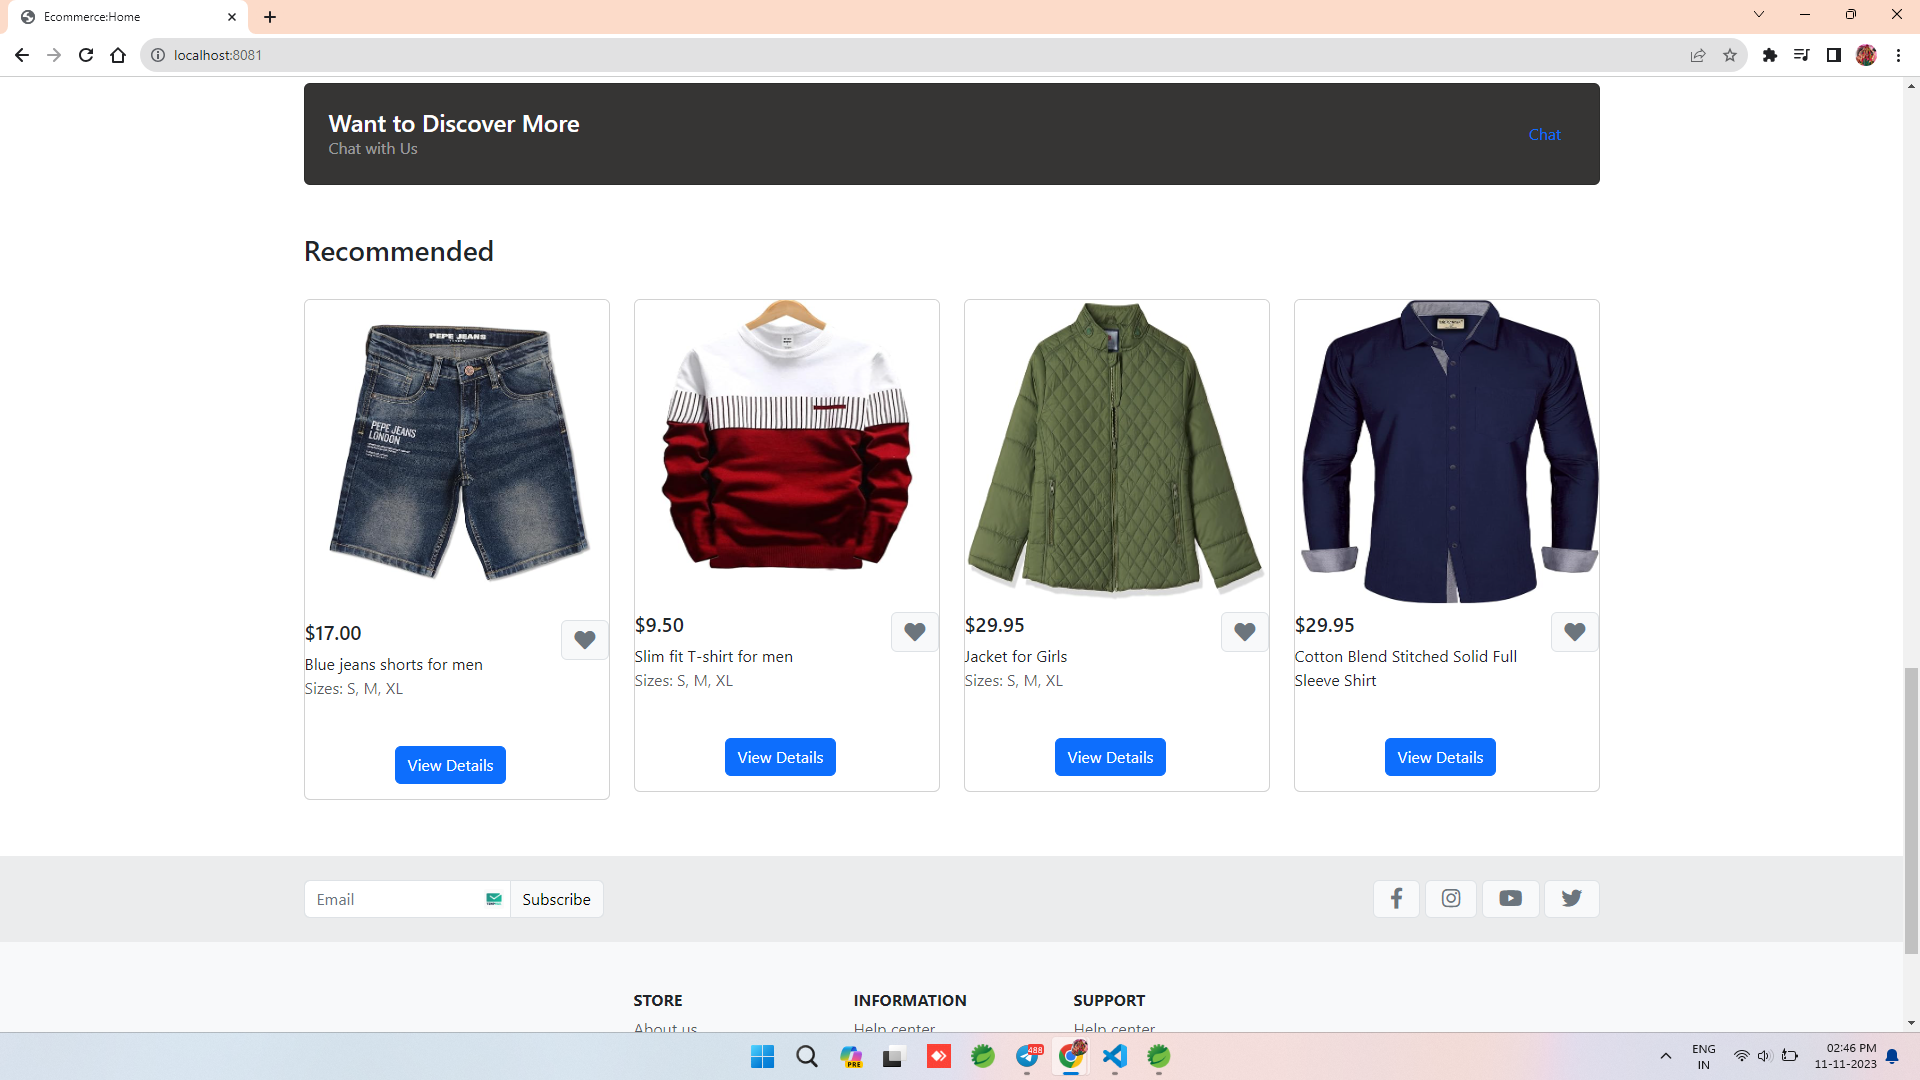 Ecommerce:Home
localhost:8081
Want to Discover More
Chat with Us
Chat
Recommended
PEPE JEANS
PEPE JEANS
LONDON
$17.00
Blue jeans shorts for men
Sizes: S, M, XL
View Details
$9.50
Slim fit T-shirt for men
Sizes: S, M, XL
View Details
$29.95
Jacket for Girls
Sizes: S, M, XL
View Details
$29.95
Cotton Blend Stitched Solid Full
Sleeve Shirt
View Details
Email
Subscribe
STORE
About us
INFORMATION
Help center
SUPPORT
Help center
PRE
488
ENG
IN
02:46 PM
11-11-2023